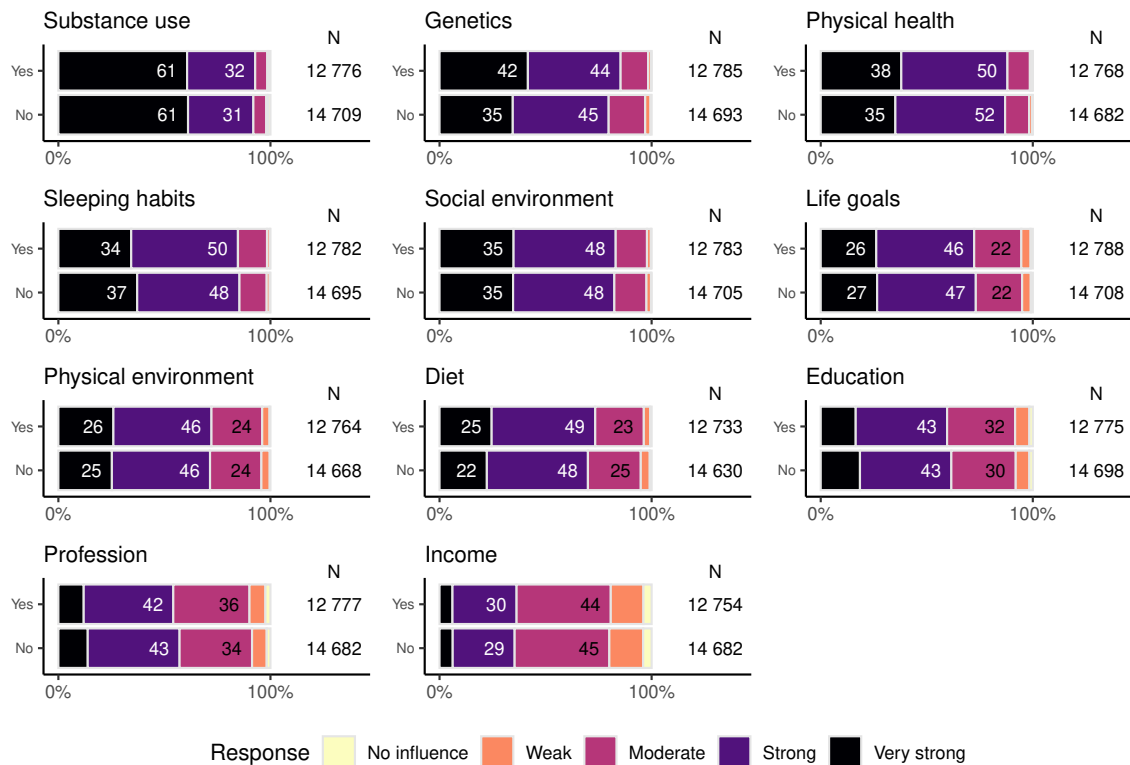 Substance use
N
Yes 61 32 12 776
No 61 31 14 709
0% 100%
Genetics
N
Yes 42 44 12 785
No 35 45 14 693
0% 100%
Physical health
N
Yes 38 50 12 768
No 35 52 14 682
0% 100%
Sleeping habits
N
Yes 34 50 12 782
No 37 48 14 695
0% 100%
Social environment
N
Yes 35 48 12 783
No 35 48 14 705
0% 100%
Life goals
N
Yes 26 46 22 12 788
No 27 47 22 14 708
0% 100%
Physical environment
N
Yes 26 46 24 12 764
No 25 46 24 14 668
0% 100%
Diet
N
Yes 25 49 23 12 733
No 22 48 25 14 630
0% 100%
Education
N
Yes 43 32 12 775
No 43 30 14 698
0% 100%
Profession
N
Yes 42 36 12 777
No 43 34 14 682
0% 100%
Income
N
Yes 30 44 12 754
No 29 45 14 682
0% 100%
Response No influence Weak Moderate Strong Very strong